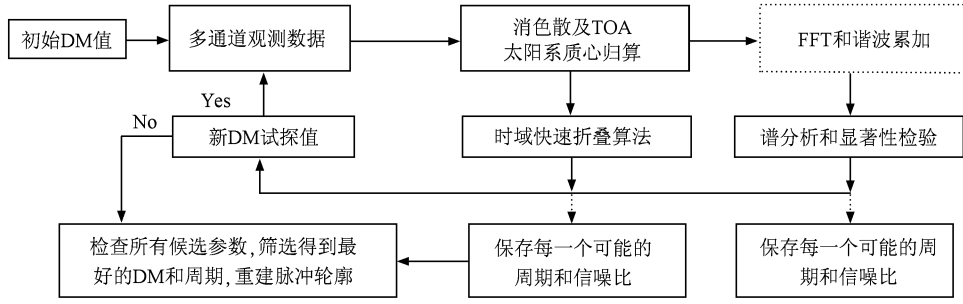 初始DM值
多通道观测数据
消色散及TOA
太阳系质心归算
FFT和谐波累加
Yes
No
新DM试探值
时域快速折叠算法
谱分析和显著性检验
检查所有候选参数,筛选得到最
好的DM和周期,重建脉冲轮廓
保存每一个可能的
周期和信噪比
保存每一个可能的周
期和信噪比